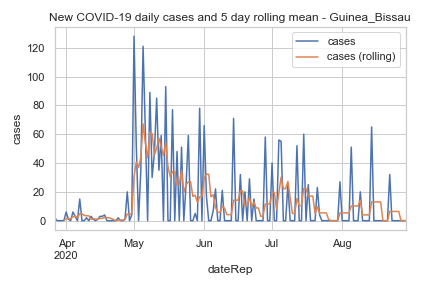 New COVID-19 daily cases and 5 day rolling mean - Guinea_Bissau
cases
cases (rolling)
120
100
80
60
40
20
0
cases
Apr
2020
May
Jun
Jul
Aug
dateRep